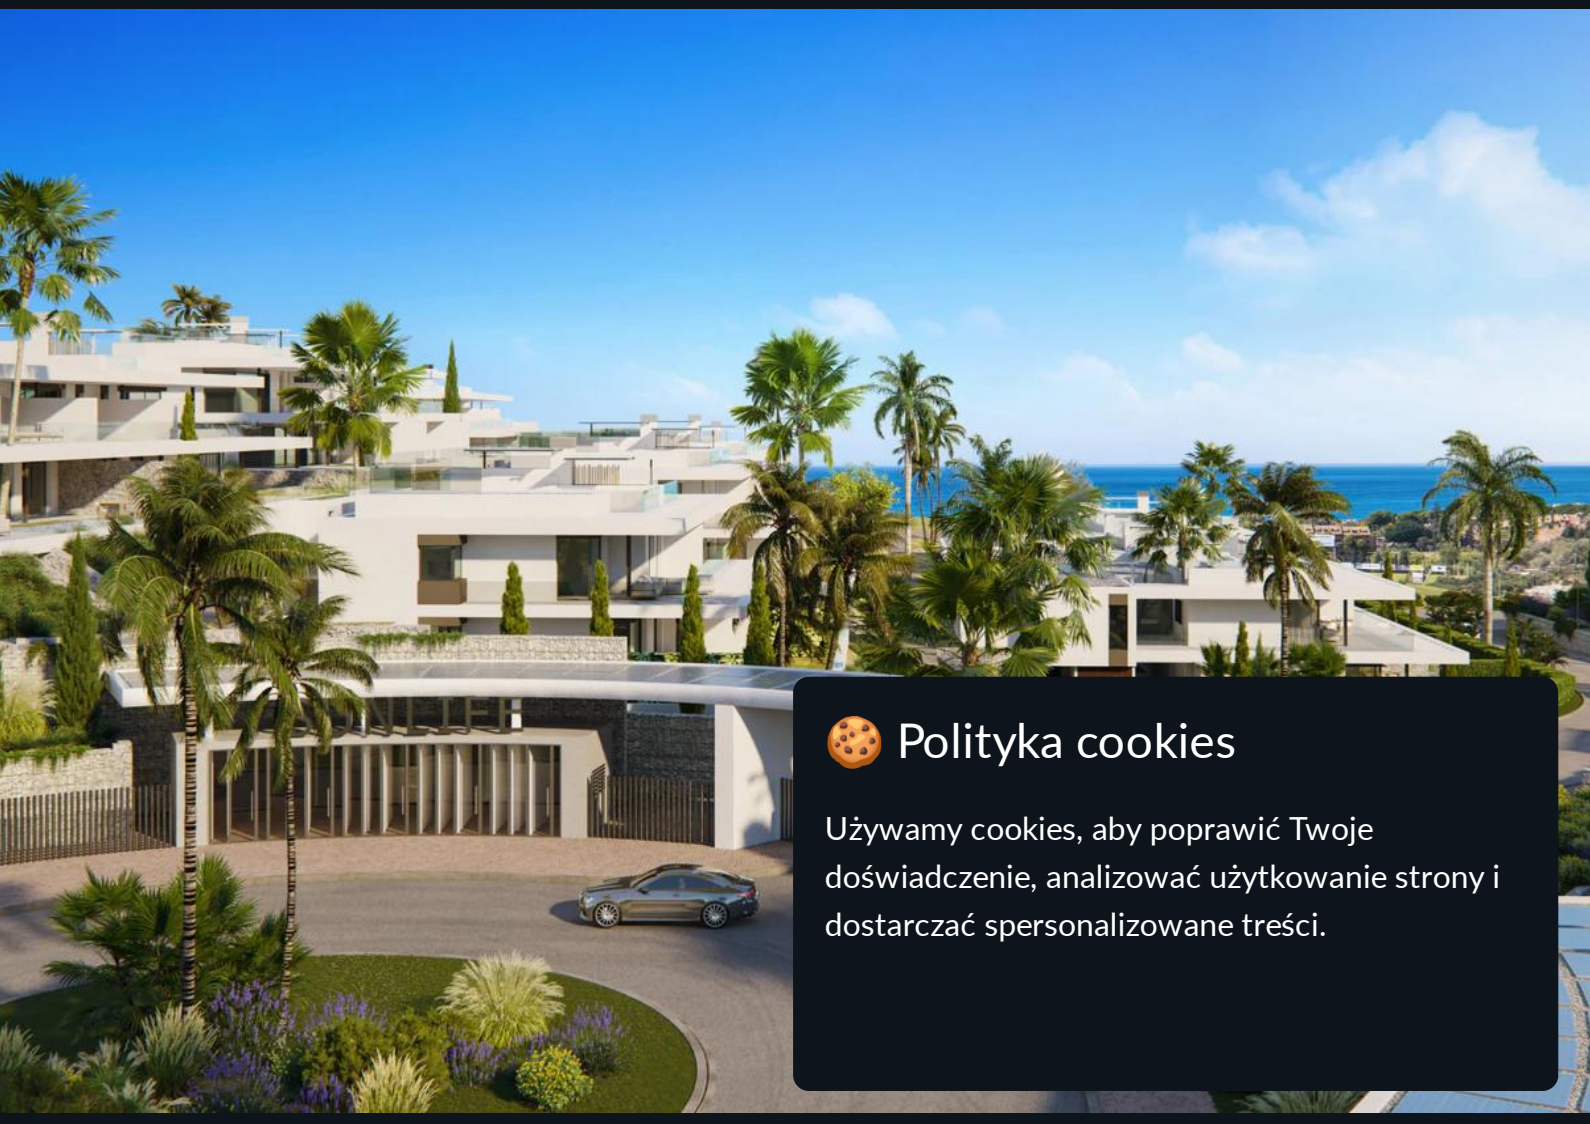 🍪 Polityka cookies
Używamy cookies, aby poprawić Twoje
doświadczenie, analizować użytkowanie strony i
dostarczać spersonalizowane treści.